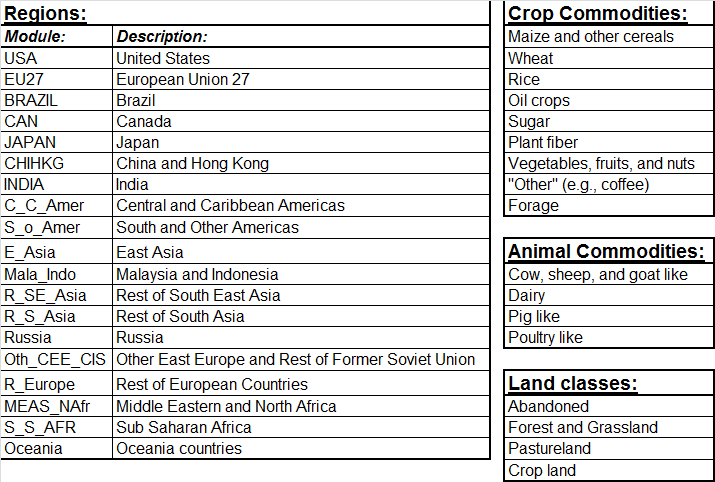 Regions:
Module: Description:
USA United States
EU27 European Union 27
BRAZIL Brazil
CAN Canada
JAPAN Japan
CHIHKG China and Hong Kong
INDIA India
C_C_Amer Central and Caribbean Americas
S_o_Amer South and Other Americas
E_Asia East Asia
Mala_Indo Malaysia and Indonesia
R_SE_Asia Rest of South East Asia
R_S_Asia Rest of South Asia
Russia Russia
Oth_CEE_CIS Other East Europe and Rest of Former Soviet Union
R_Europe Rest of European Countries
MEAS_NAfr Middle Eastern and North Africa
S_S_AFR Sub Saharan Africa
Oceania Oceania countries
Crop Commodities:
Maize and other cereals
Wheat
Rice
Oil crops
Sugar
Plant fiber
Vegetables, fruits, and nuts
"Other" (e.g., coffee)
Forage
Animal Commodities:
Cow, sheep, and goat like
Dairy
Pig like
Poultry like
Land classes:
Abandoned
Forest and Grassland
Pastureland
Crop land